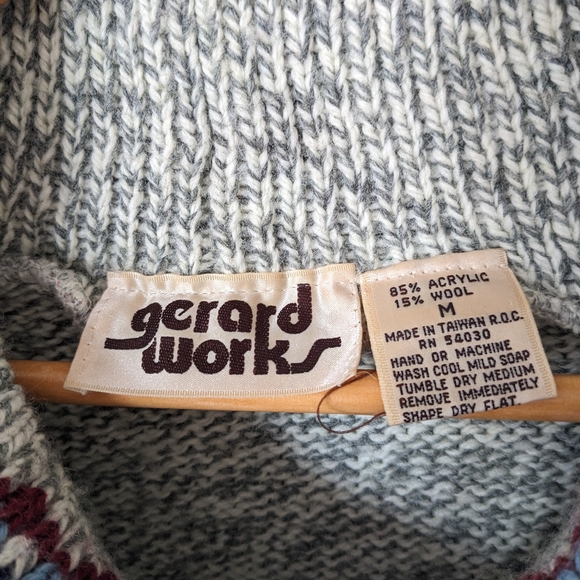 gerard
works
85% ACRYLIC
15% WOOL
M
MADE IN TAIWAN R.O.C.
RN 54030
HAND OR MACHINE
WASH COOL MILD SOAP
TUMBLE DRY MEDIUM
REMOVE IMMEDIATELY
SHAPE DRY FLAT.